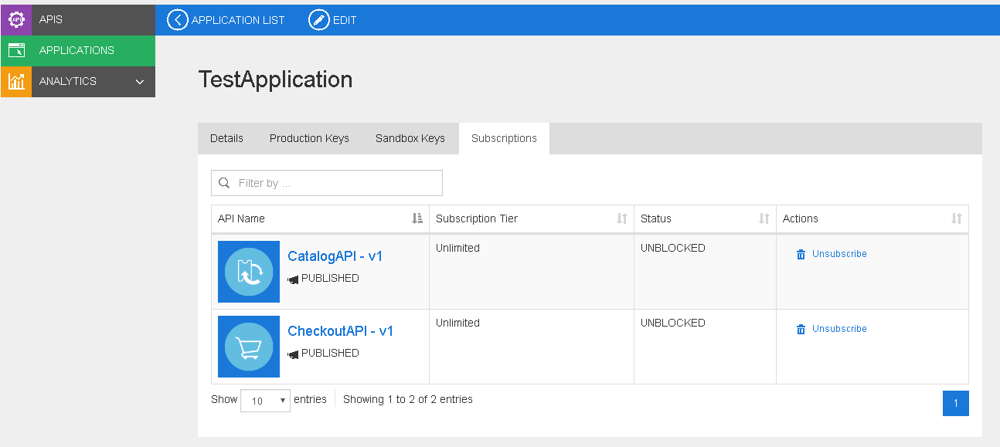 APIS
APPLICATION LIST
EDIT
APPLICATIONS
ANALYTICS
TestApplication
Details Production Keys Sandbox Keys Subscriptions
Filter by ...
API Name Subscription Tier Status Actions
CatalogAPI - v1 Unlimited UNBLOCKED Unsubscribe
PUBLISHED
CheckoutAPI - v1 Unlimited UNBLOCKED Unsubscribe
PUBLISHED
Show 10 entries Showing 1 to 2 of 2 entries 1